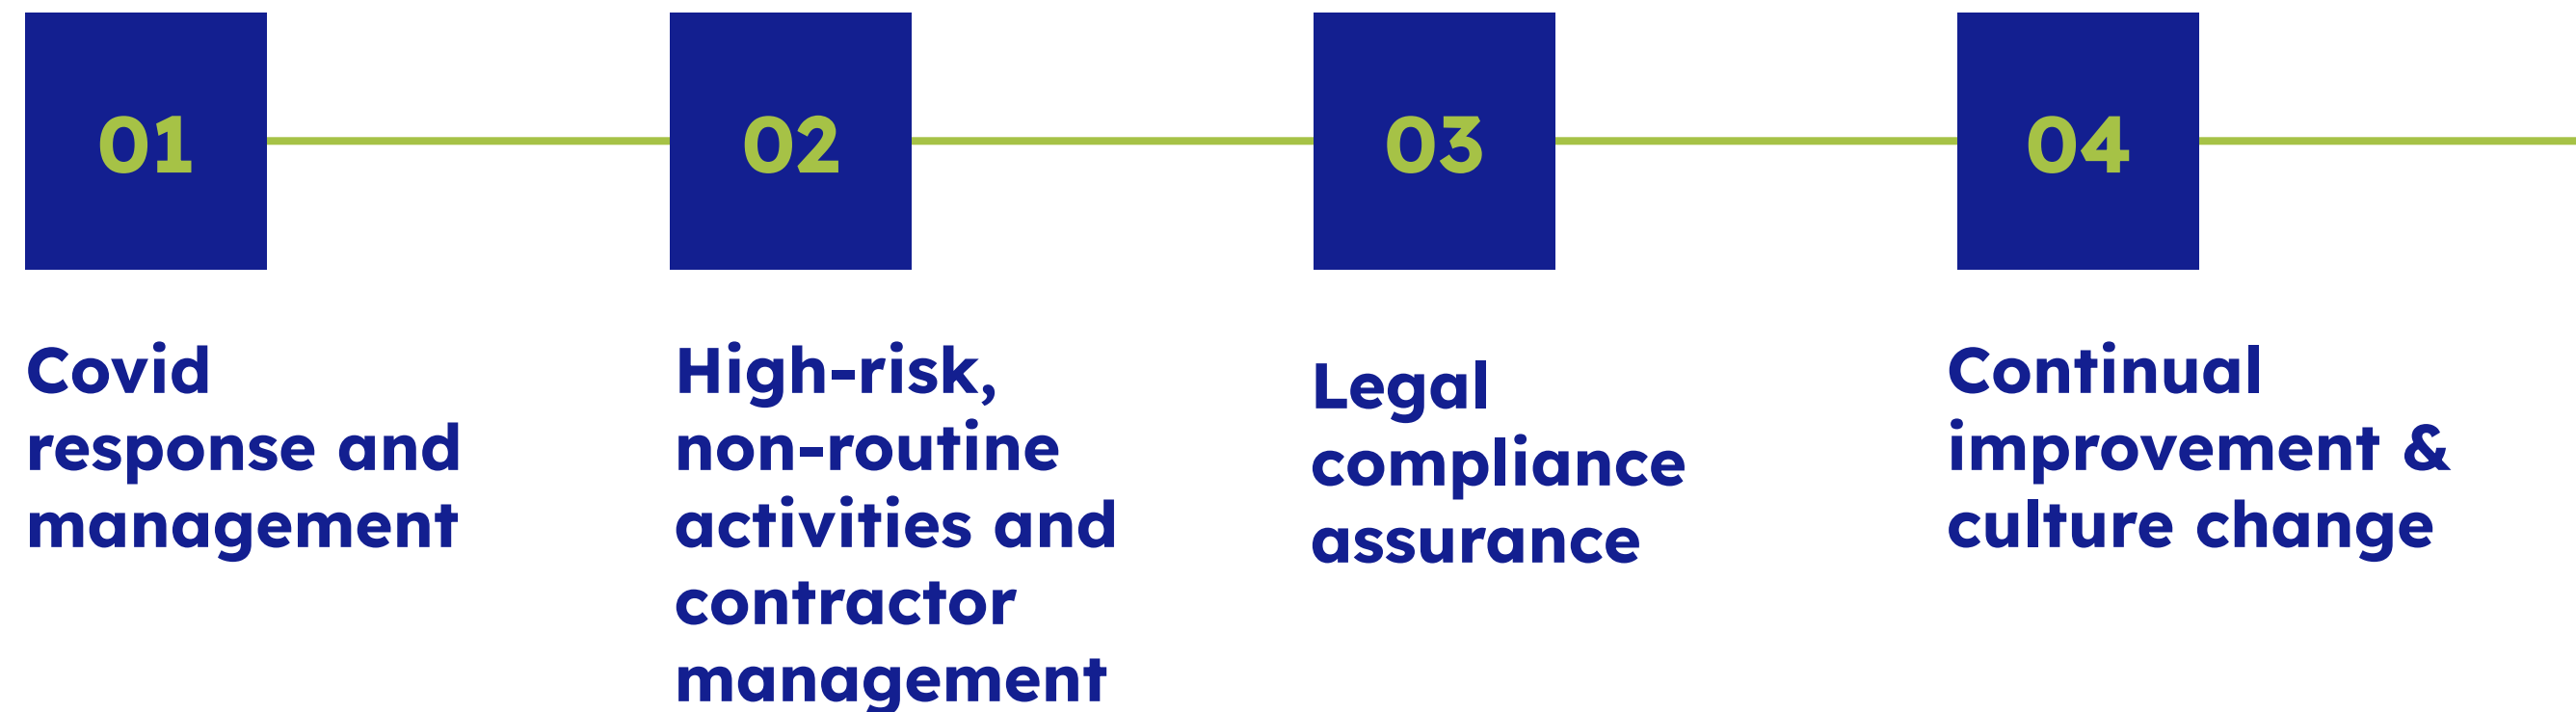 01
02
03
04
Covid
response and
management
High-risk,
non-routine
activities and
contractor
management
Legal
compliance
assurance
Continual
improvement &
culture change